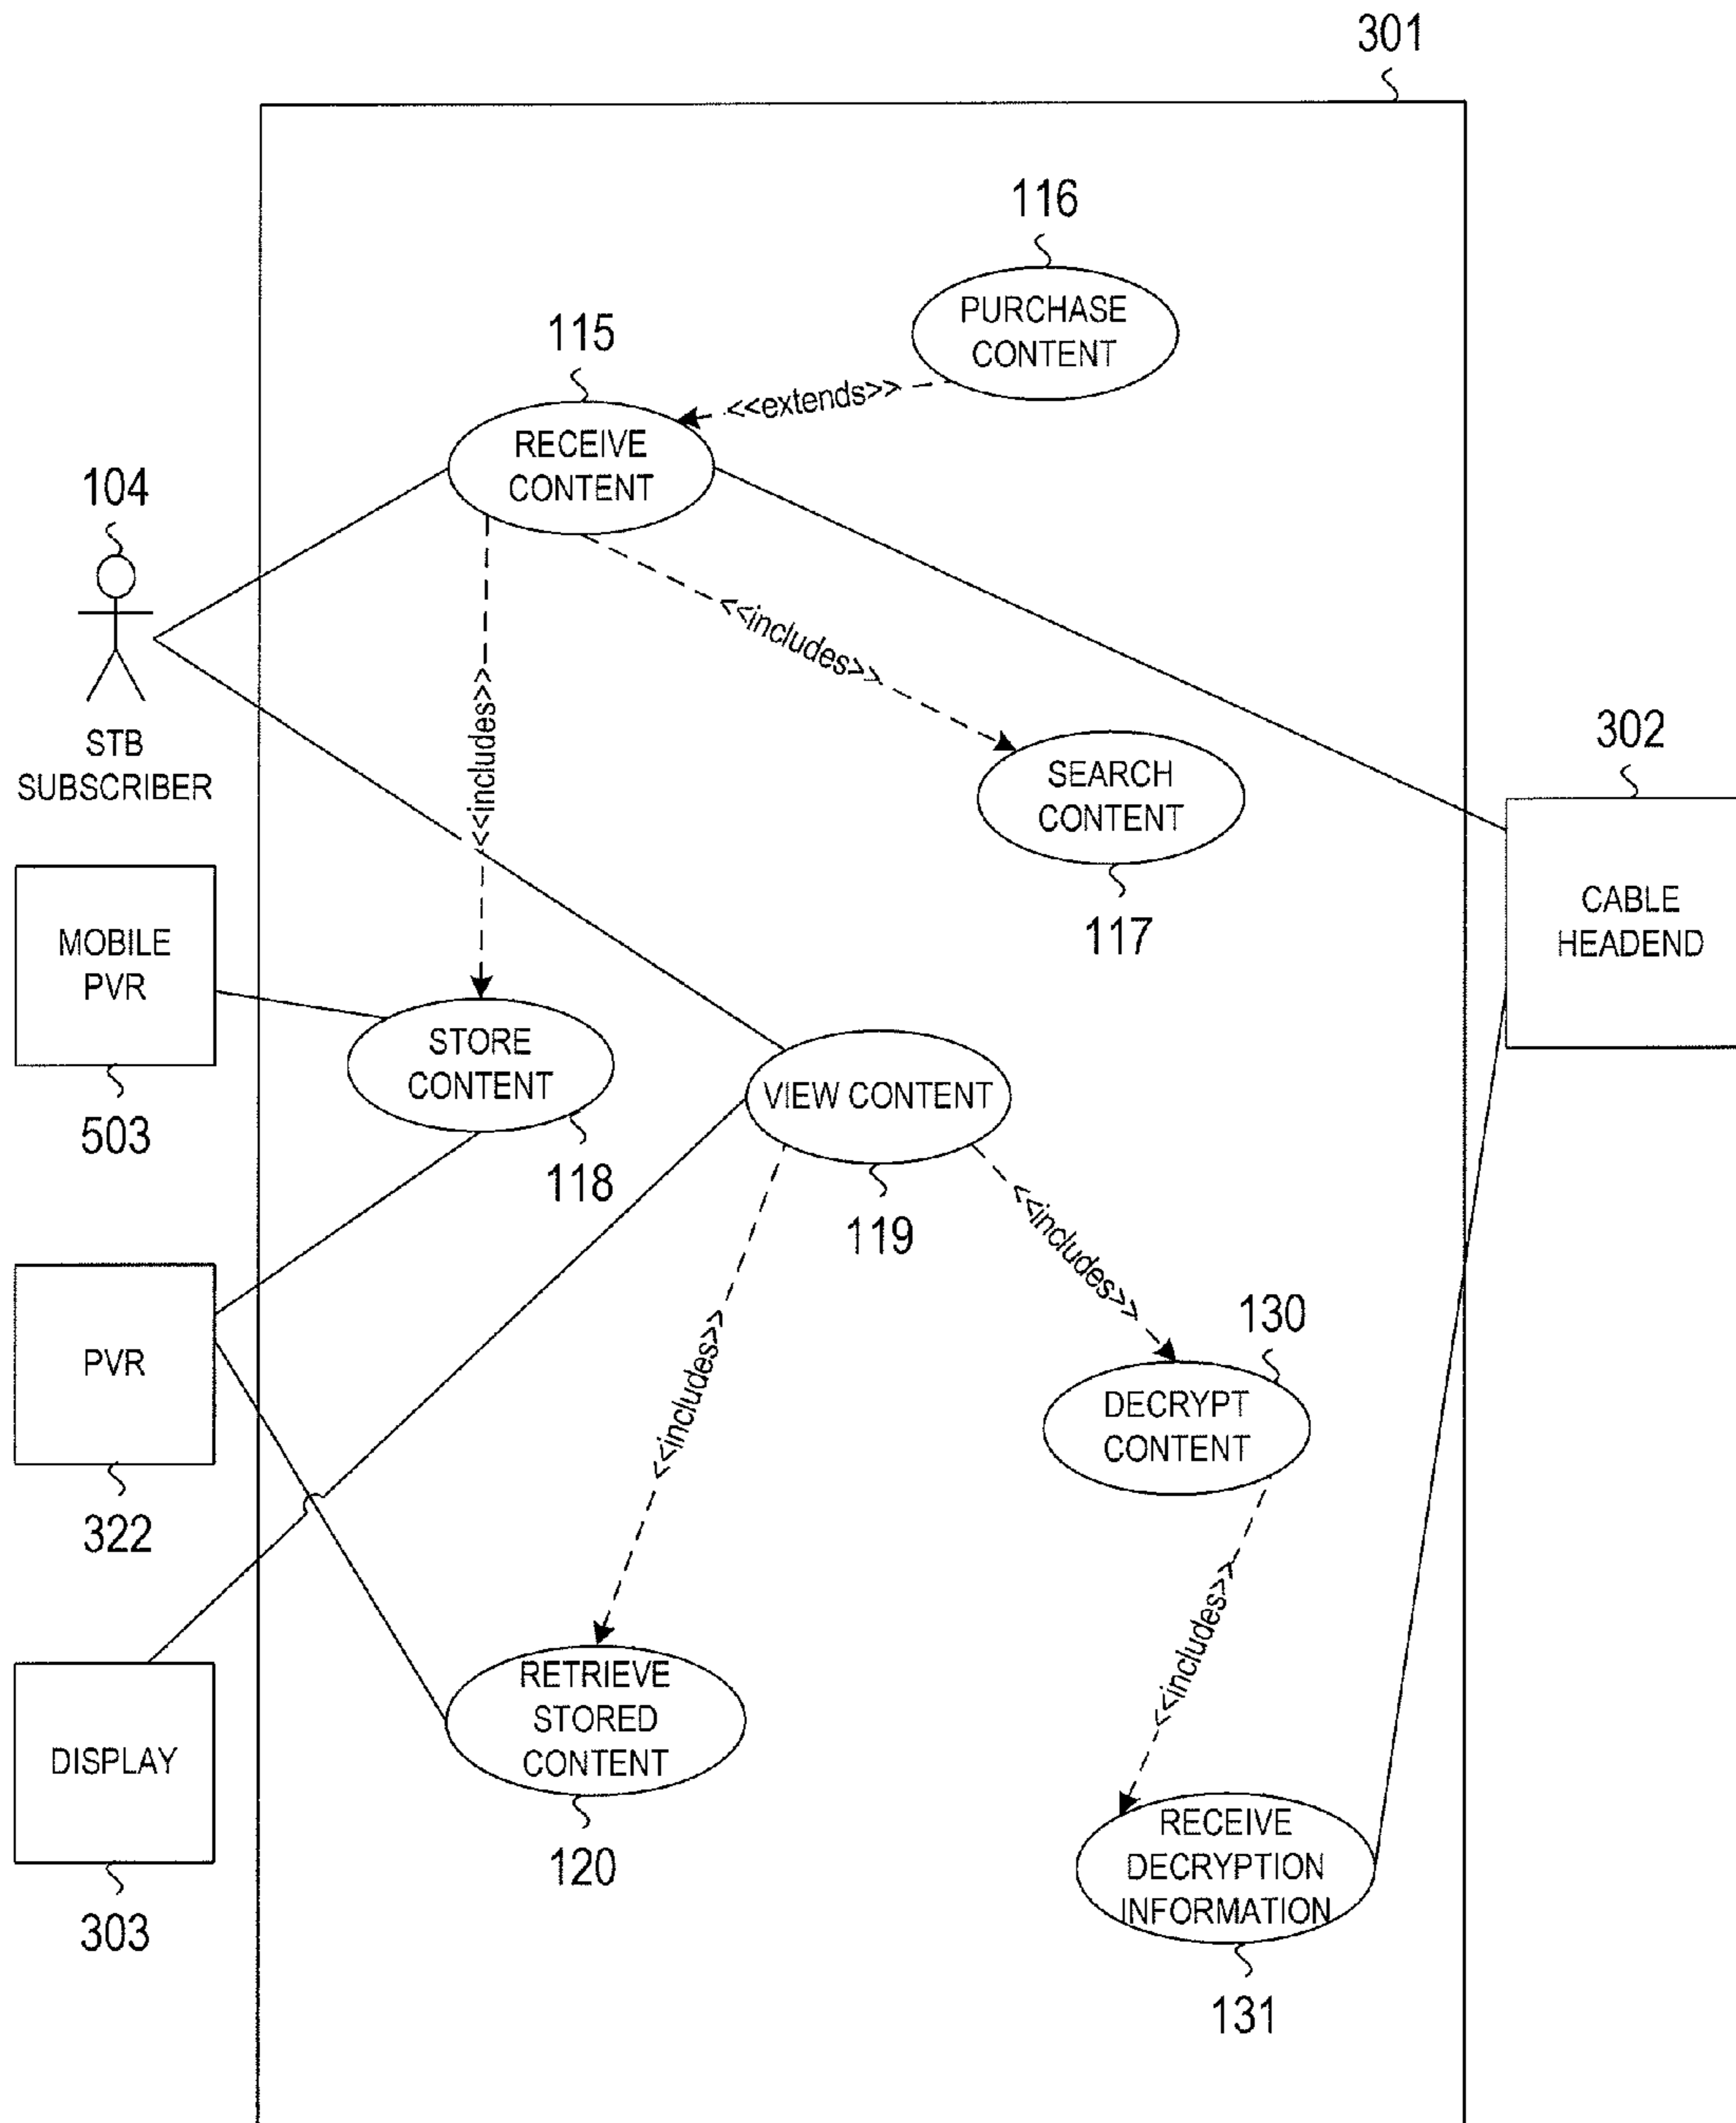 301
116
PURCHASE
CONTENT
115
<<extends>>
RECEIVE
CONTENT
104
STB
SUBSCRIBER
<<includes>>
<<includes>>
SEARCH
CONTENT
117
302
CABLE
HEADEND
MOBILE
PVR
503
STORE
CONTENT
118
VIEW CONTENT
119
<<includes>>
<<includes>>
130
DECRYPT
CONTENT
PVR
322
<<includes>>
DISPLAY
303
RETRIEVE
STORED
CONTENT
120
RECEIVE
DECRYPTION
INFORMATION
131